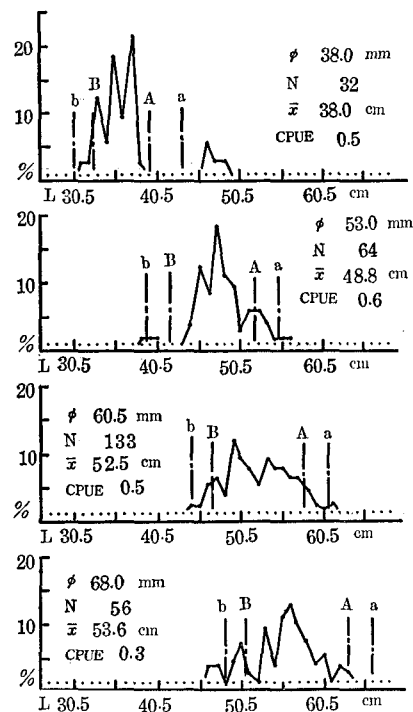 20
φ 38.0 mm
N 32
x̄ 38.0 cm
CPUE 0.5
10
b B A a
%
L 30.5 40.5 50.5 60.5 cm
20
φ 53.0 mm
N 64
x̄ 48.8 cm
CPUE 0.6
10
b B A a
%
L 30.5 40.5 50.5 60.5 cm
20
φ 60.5 mm
N 133
x̄ 52.5 cm
CPUE 0.5
10
b B A a
%
L 30.5 40.5 50.5 60.5 cm
20
φ 68.0 mm
N 56
x̄ 53.6 cm
CPUE 0.3
10
b B A a
%
L 30.5 40.5 50.5 60.5 cm